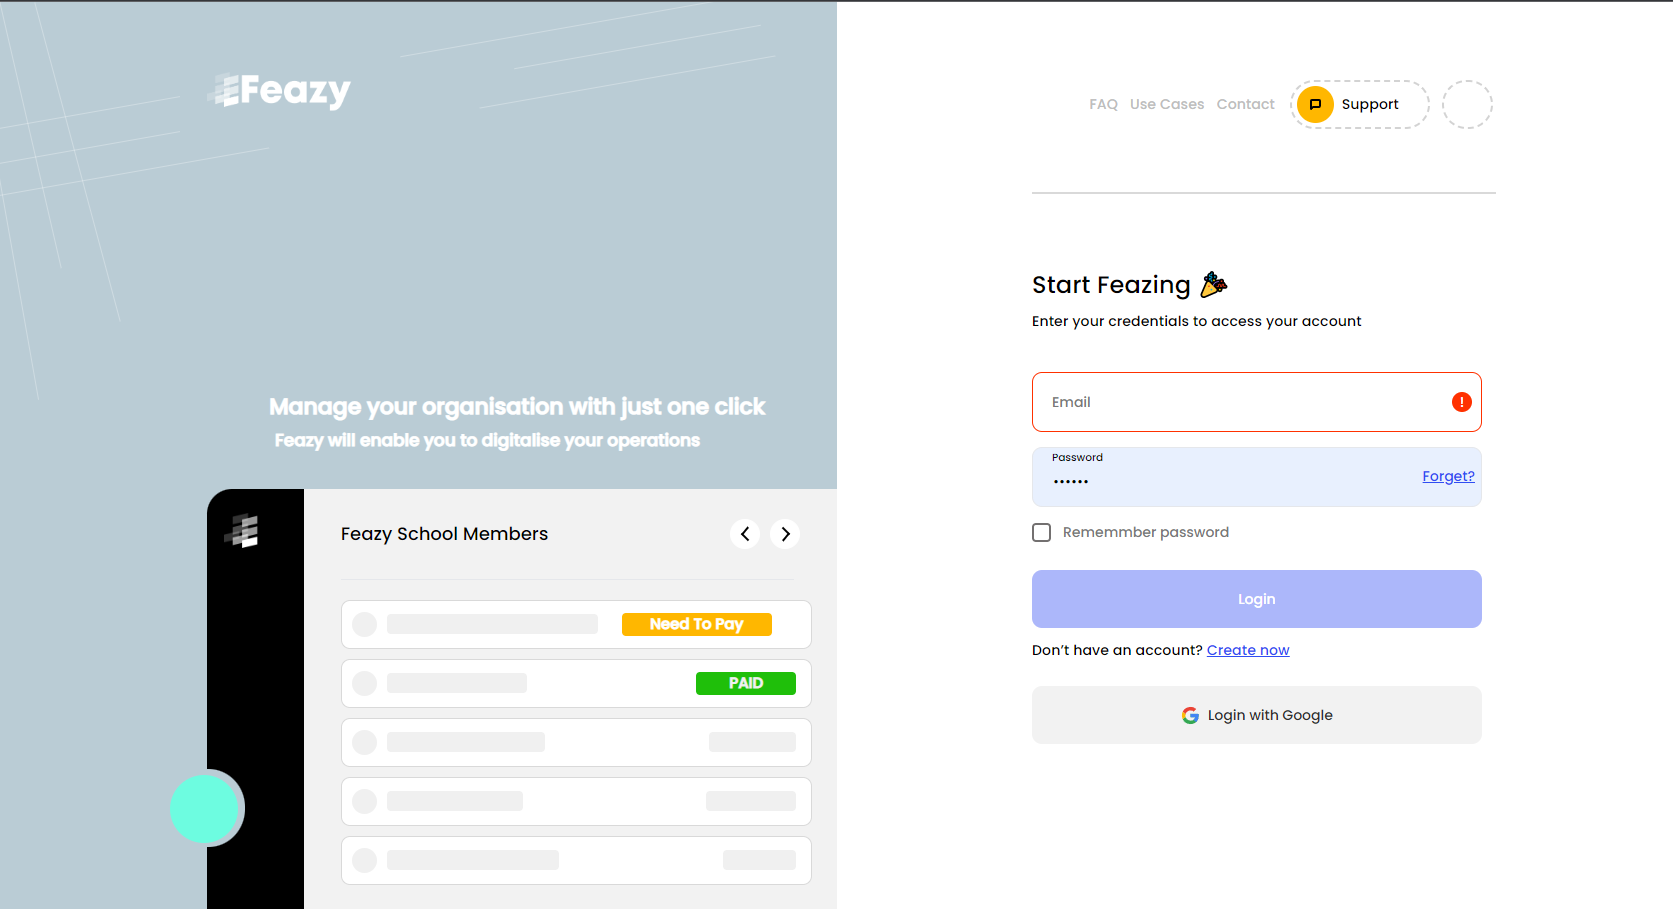 Feazy
Manage your organisation with just one click
Feazy will enable you to digitalise your operations
Feazy School Members
Need To Pay
PAID
FAQ Use Cases Contact Support
Start Feazing
Enter your credentials to access your account
Email
!
Password
••••••
Forget?
Rememmber password
Login
Don’t have an account? Create now
Login with Google